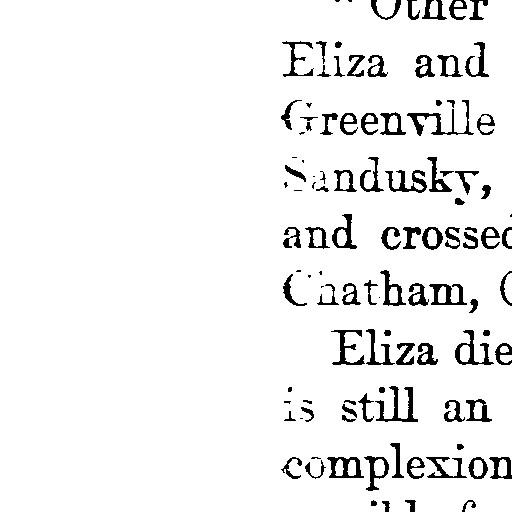 " Other
Eliza and
Greenville
Sandusky,
and crossed
Chatham,
Eliza die
is still an
complexion